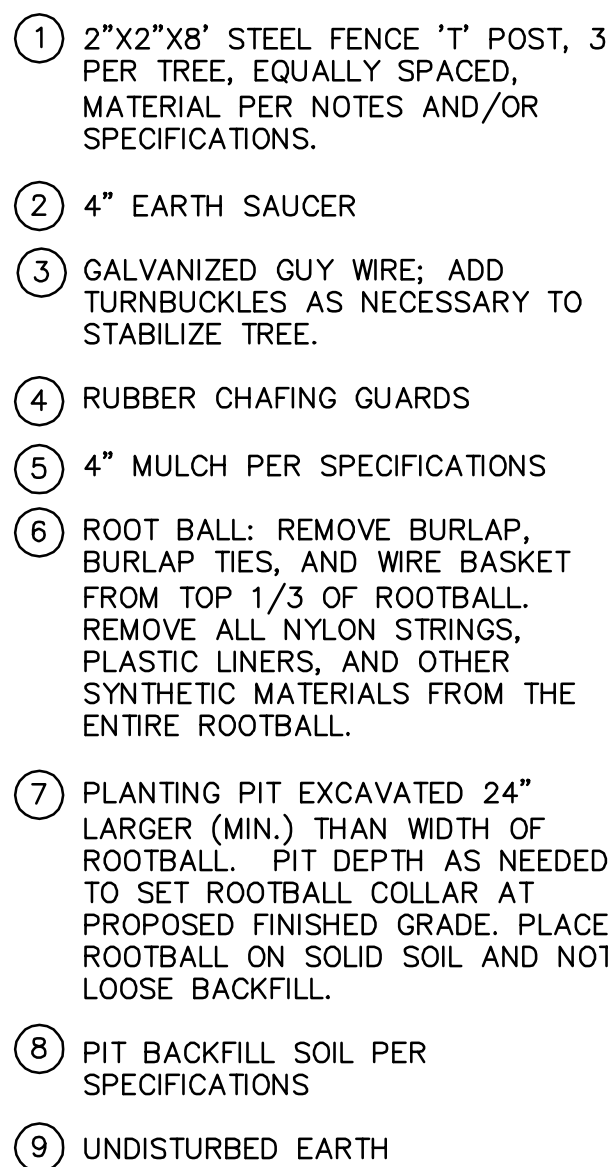 1 2"X2"X8' STEEL FENCE 'T' POST, 3
PER TREE, EQUALLY SPACED,
MATERIAL PER NOTES AND/OR
SPECIFICATIONS.
2 4" EARTH SAUCER
3 GALVANIZED GUY WIRE; ADD
TURNBUCKLES AS NECESSARY TO
STABILIZE TREE.
4 RUBBER CHAFING GUARDS
5 4" MULCH PER SPECIFICATIONS
6 ROOT BALL: REMOVE BURLAP,
BURLAP TIES, AND WIRE BASKET
FROM TOP 1/3 OF ROOTBALL.
REMOVE ALL NYLON STRINGS,
PLASTIC LINERS, AND OTHER
SYNTHETIC MATERIALS FROM THE
ENTIRE ROOTBALL.
7 PLANTING PIT EXCAVATED 24"
LARGER (MIN.) THAN WIDTH OF
ROOTBALL. PIT DEPTH AS NEEDED
TO SET ROOTBALL COLLAR AT
PROPOSED FINISHED GRADE. PLACE
ROOTBALL ON SOLID SOIL AND NOT
LOOSE BACKFILL.
8 PIT BACKFILL SOIL PER
SPECIFICATIONS
9 UNDISTURBED EARTH